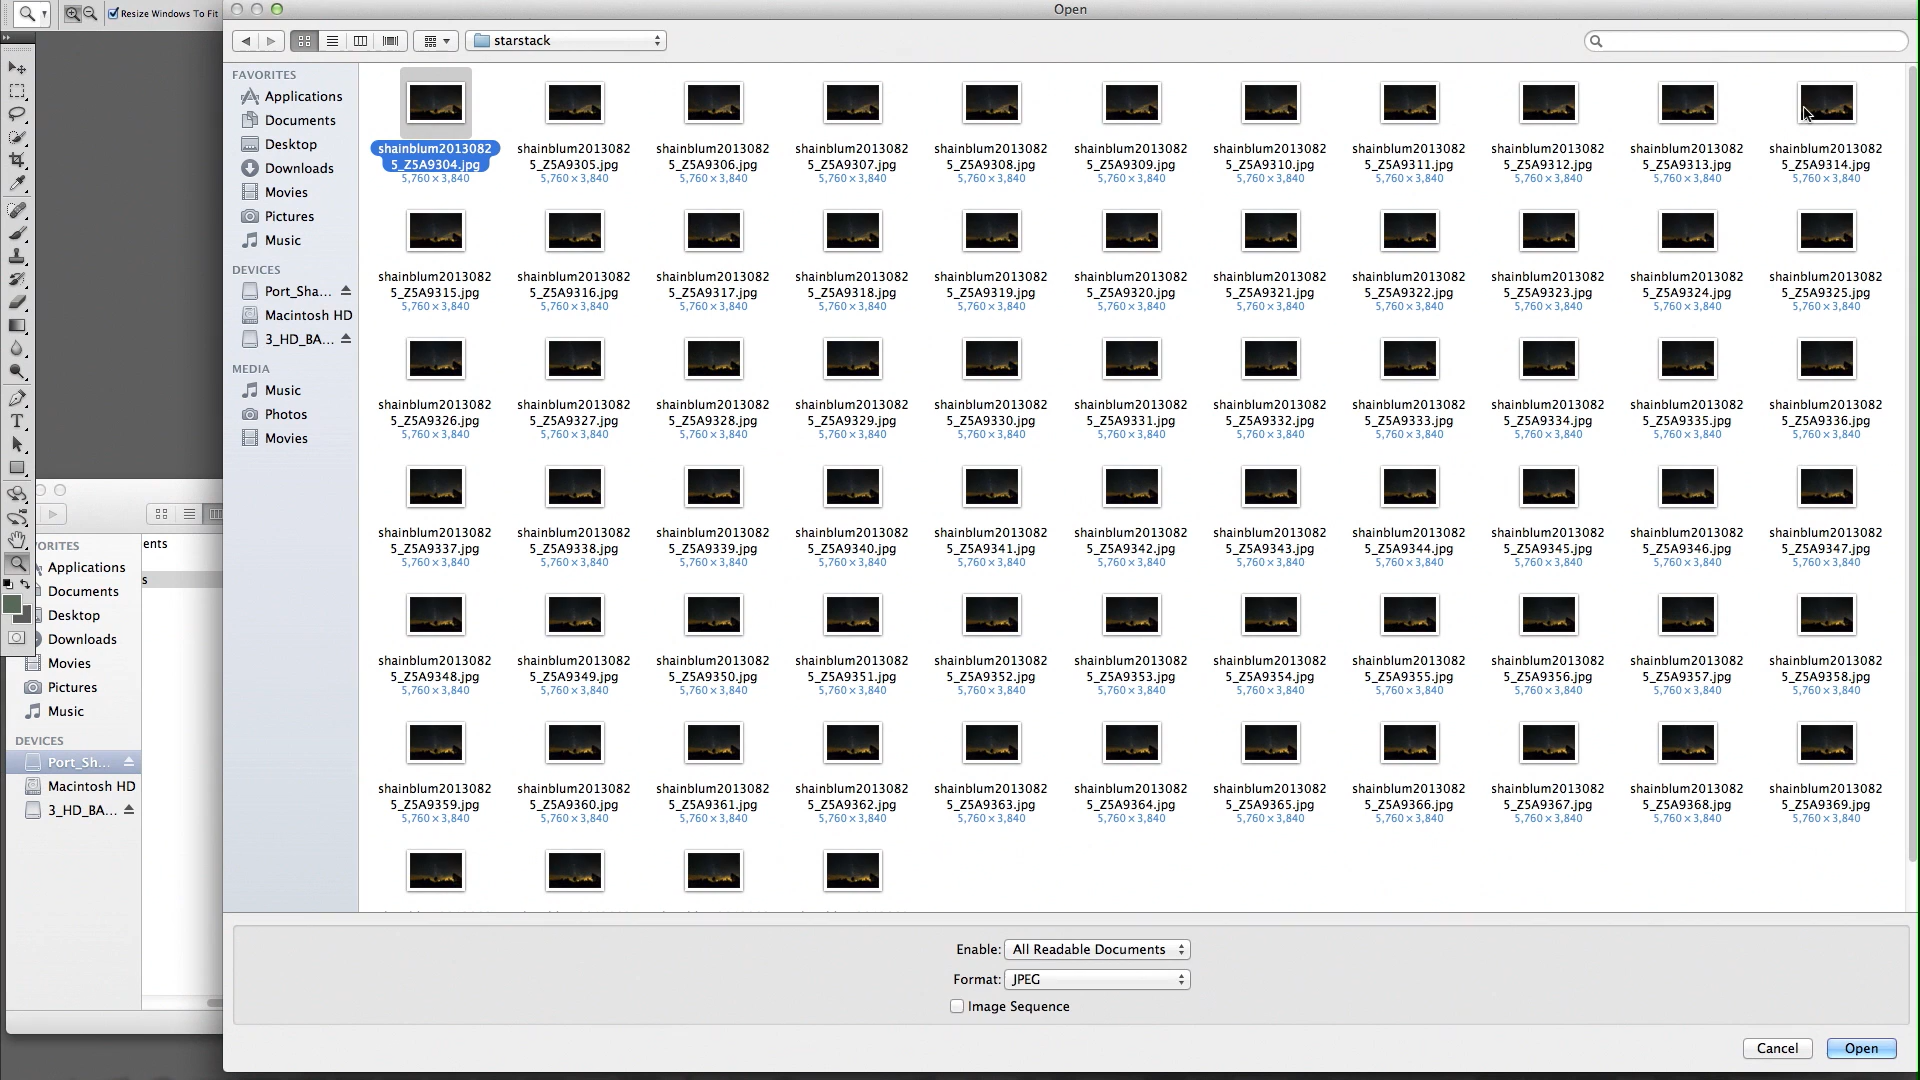 Resize Windows To Fit
Open
starstack
FAVORITES
Applications
Documents
Desktop
Downloads
Movies
Pictures
Music
DEVICES
Port_Sha...
Macintosh HD
3_HD_BA...
MEDIA
Music
Photos
Movies
shainblum2013082 shainblum2013082 shainblum2013082 shainblum2013082 shainblum2013082 shainblum2013082 shainblum2013082 shainblum2013082 shainblum2013082 shainblum2013082 shainblum2013082
5_Z5A9304.jpg 5_Z5A9305.jpg 5_Z5A9306.jpg 5_Z5A9307.jpg 5_Z5A9308.jpg 5_Z5A9309.jpg 5_Z5A9310.jpg 5_Z5A9311.jpg 5_Z5A9312.jpg 5_Z5A9313.jpg 5_Z5A9314.jpg
5,760 × 3,840 5,760 × 3,840 5,760 × 3,840 5,760 × 3,840 5,760 × 3,840 5,760 × 3,840 5,760 × 3,840 5,760 × 3,840 5,760 × 3,840 5,760 × 3,840 5,760 × 3,840
shainblum2013082 shainblum2013082 shainblum2013082 shainblum2013082 shainblum2013082 shainblum2013082 shainblum2013082 shainblum2013082 shainblum2013082 shainblum2013082 shainblum2013082
5_Z5A9315.jpg 5_Z5A9316.jpg 5_Z5A9317.jpg 5_Z5A9318.jpg 5_Z5A9319.jpg 5_Z5A9320.jpg 5_Z5A9321.jpg 5_Z5A9322.jpg 5_Z5A9323.jpg 5_Z5A9324.jpg 5_Z5A9325.jpg
5,760 × 3,840 5,760 × 3,840 5,760 × 3,840 5,760 × 3,840 5,760 × 3,840 5,760 × 3,840 5,760 × 3,840 5,760 × 3,840 5,760 × 3,840 5,760 × 3,840 5,760 × 3,840
shainblum2013082 shainblum2013082 shainblum2013082 shainblum2013082 shainblum2013082 shainblum2013082 shainblum2013082 shainblum2013082 shainblum2013082 shainblum2013082 shainblum2013082
5_Z5A9326.jpg 5_Z5A9327.jpg 5_Z5A9328.jpg 5_Z5A9329.jpg 5_Z5A9330.jpg 5_Z5A9331.jpg 5_Z5A9332.jpg 5_Z5A9333.jpg 5_Z5A9334.jpg 5_Z5A9335.jpg 5_Z5A9336.jpg
5,760 × 3,840 5,760 × 3,840 5,760 × 3,840 5,760 × 3,840 5,760 × 3,840 5,760 × 3,840 5,760 × 3,840 5,760 × 3,840 5,760 × 3,840 5,760 × 3,840 5,760 × 3,840
shainblum2013082 shainblum2013082 shainblum2013082 shainblum2013082 shainblum2013082 shainblum2013082 shainblum2013082 shainblum2013082 shainblum2013082 shainblum2013082 shainblum2013082
5_Z5A9337.jpg 5_Z5A9338.jpg 5_Z5A9339.jpg 5_Z5A9340.jpg 5_Z5A9341.jpg 5_Z5A9342.jpg 5_Z5A9343.jpg 5_Z5A9344.jpg 5_Z5A9345.jpg 5_Z5A9346.jpg 5_Z5A9347.jpg
5,760 × 3,840 5,760 × 3,840 5,760 × 3,840 5,760 × 3,840 5,760 × 3,840 5,760 × 3,840 5,760 × 3,840 5,760 × 3,840 5,760 × 3,840 5,760 × 3,840 5,760 × 3,840
shainblum2013082 shainblum2013082 shainblum2013082 shainblum2013082 shainblum2013082 shainblum2013082 shainblum2013082 shainblum2013082 shainblum2013082 shainblum2013082 shainblum2013082
5_Z5A9348.jpg 5_Z5A9349.jpg 5_Z5A9350.jpg 5_Z5A9351.jpg 5_Z5A9352.jpg 5_Z5A9353.jpg 5_Z5A9354.jpg 5_Z5A9355.jpg 5_Z5A9356.jpg 5_Z5A9357.jpg 5_Z5A9358.jpg
5,760 × 3,840 5,760 × 3,840 5,760 × 3,840 5,760 × 3,840 5,760 × 3,840 5,760 × 3,840 5,760 × 3,840 5,760 × 3,840 5,760 × 3,840 5,760 × 3,840 5,760 × 3,840
shainblum2013082 shainblum2013082 shainblum2013082 shainblum2013082 shainblum2013082 shainblum2013082 shainblum2013082 shainblum2013082 shainblum2013082 shainblum2013082 shainblum2013082
5_Z5A9359.jpg 5_Z5A9360.jpg 5_Z5A9361.jpg 5_Z5A9362.jpg 5_Z5A9363.jpg 5_Z5A9364.jpg 5_Z5A9365.jpg 5_Z5A9366.jpg 5_Z5A9367.jpg 5_Z5A9368.jpg 5_Z5A9369.jpg
5,760 × 3,840 5,760 × 3,840 5,760 × 3,840 5,760 × 3,840 5,760 × 3,840 5,760 × 3,840 5,760 × 3,840 5,760 × 3,840 5,760 × 3,840 5,760 × 3,840 5,760 × 3,840
Enable: All Readable Documents
Format: JPEG
Image Sequence
Cancel
Open
ORITES
Applications
Documents
Desktop
Downloads
Movies
Pictures
Music
DEVICES
Port_Sh...
Macintosh HD
3_HD_BA...
ents
s